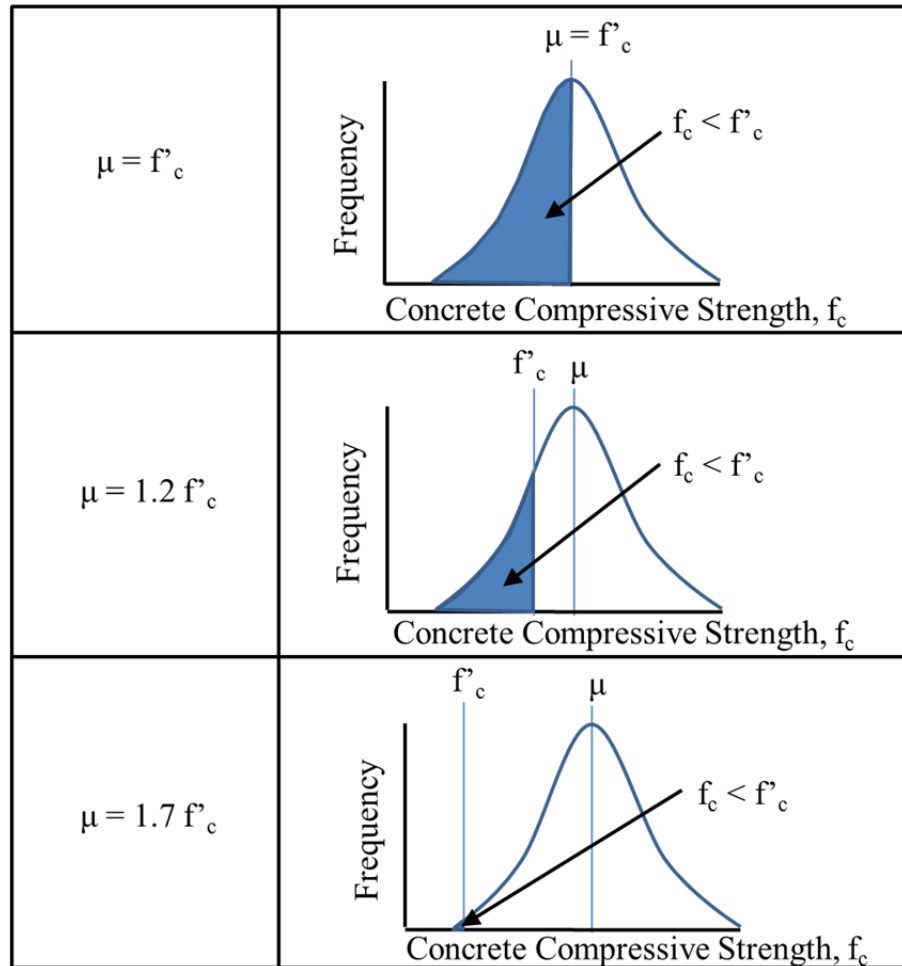 μ = f’c
μ = f’c
Frequency
fc < f’c
Concrete Compressive Strength, fc
μ = 1.2 f’c
f’c μ
Frequency
fc < f’c
Concrete Compressive Strength, fc
μ = 1.7 f’c
f’c μ
Frequency
fc < f’c
Concrete Compressive Strength, fc